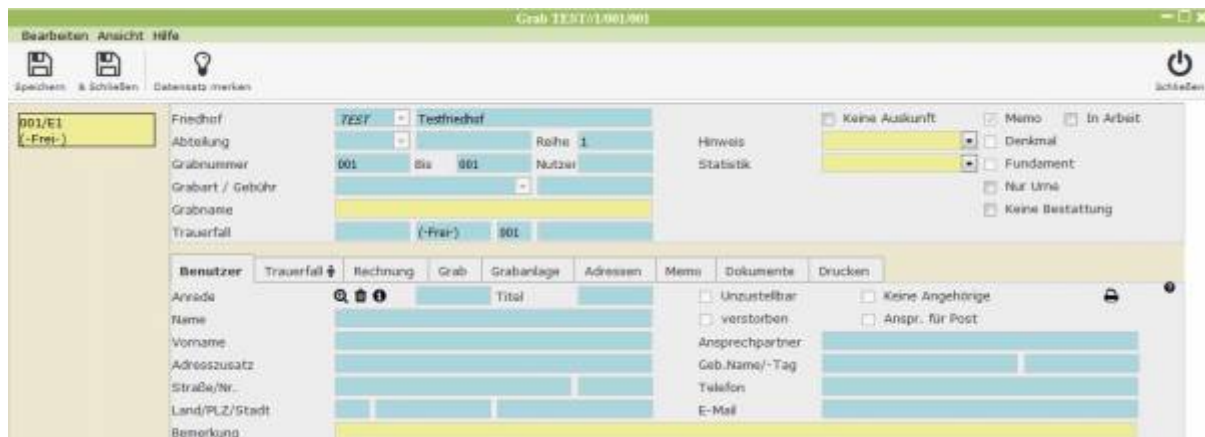 Grab TEST//1/001/001
Bearbeiten Ansicht Hilfe
Speichern & Schließen Datensatz merken Schließen
001/E1
(-Frei-)
Friedhof TEST Testfriedhof Keine Auskunft Memo In Arbeit
Abteilung Reihe 1 Hinweis Denkmal
Grabnummer 001 Bis 001 Nutzer Statistik Fundament
Grabart / Gebühr Nur Urne
Grabname Keine Bestattung
Trauerfall (-Frei-) 001
Benutzer Trauerfall Rechnung Grab Grabanlage Adressen Memo Dokumente Drucken
Anrede Titel Unzustellbar Keine Angehörige
Name verstorben Anspr. für Post
Vorname Ansprechpartner
Adresszusatz Geb.Name/-Tag
Straße/Nr. Telefon
Land/PLZ/Stadt E-Mail
Bemerkung